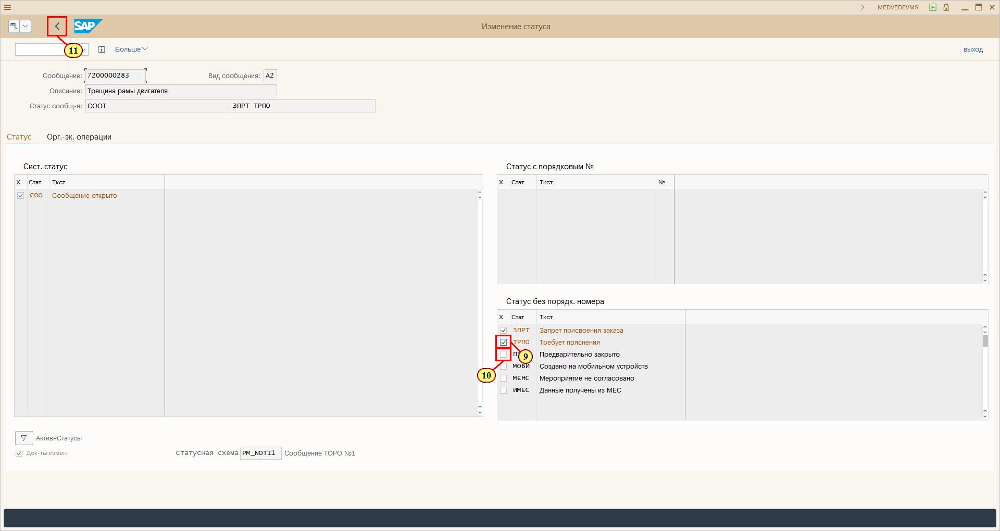 MEDVEDEVMS
SAP
Изменение статуса
11
Больше
ВЫХОД
Сообщение: 7200000283 Вид сообщения: A2
Описание: Трещина рамы двигателя
Статус сообщ-я: СООТ ЗПРТ ТРПО
Статус Орг.-эк. операции
Сист. статус
X Стат Ткст
СОО… Сообщение открыто
Статус с порядковым №
X Стат Ткст №
Статус без порядк. номера
X Стат Ткст
ЗПРТ Запрет присвоения заказа
ТРПО Требует пояснения
9
Предварительно закрыто
10
МОБИ Создано на мобильном устройств
МЕНС Мероприятие не согласовано
ИМЕС Данные получены из МЕС
АктивнСтатусы
Док-ты измен. Статусная схема PM_NOTI1 Сообщение ТОРО №1